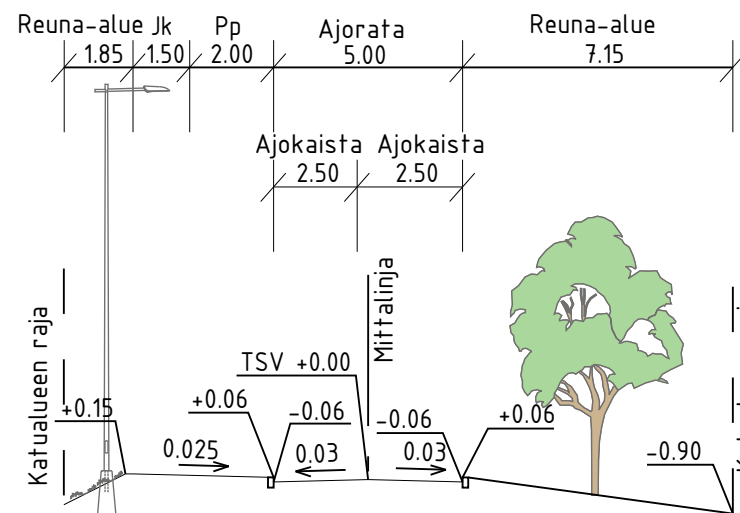 Reuna-alue Jk Pp Ajorata Reuna-alue
1.85 1.50 2.00 5.00 7.15
Ajokaista Ajokaista
2.50 2.50
Katualueen raja
Mittalinja
TSV +0.00
+0.15 +0.06 -0.06 -0.06 +0.06
0.025 0.03 0.03 -0.90